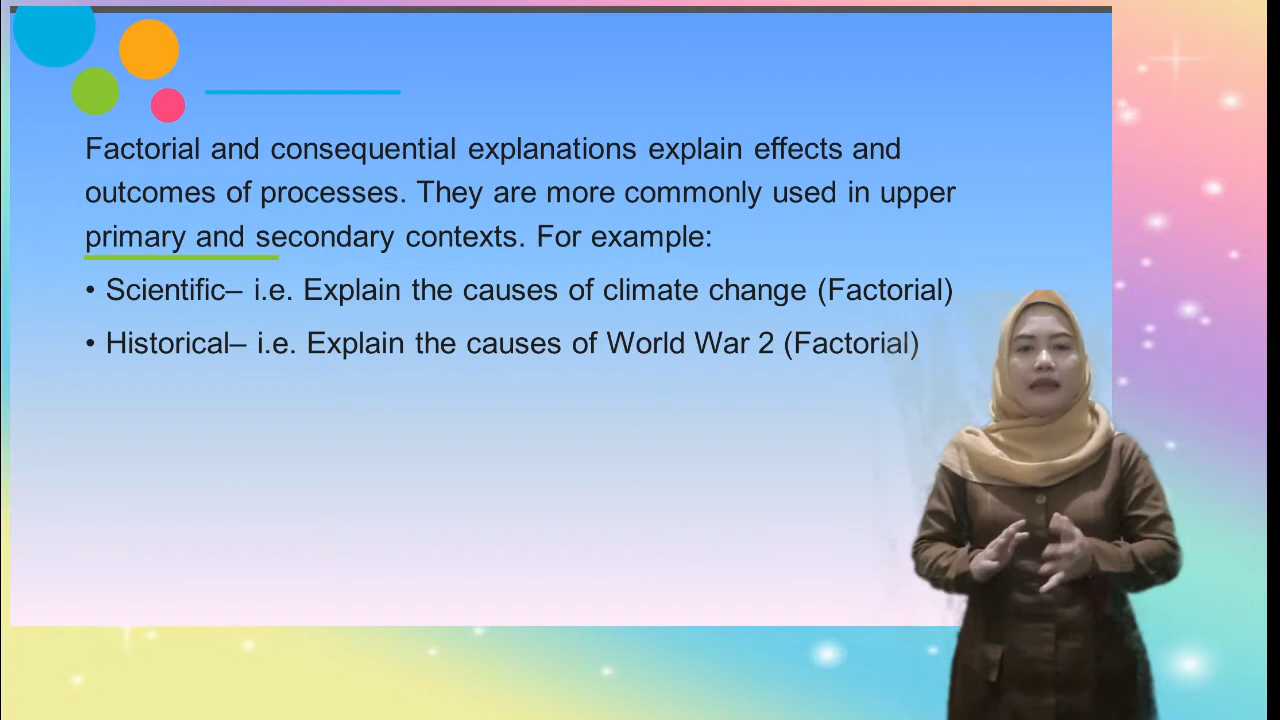 Factorial and consequential explanations explain effects and
outcomes of processes. They are more commonly used in upper
primary and secondary contexts. For example:
• Scientific– i.e. Explain the causes of climate change (Factorial)
• Historical– i.e. Explain the causes of World War 2 (Factorial)